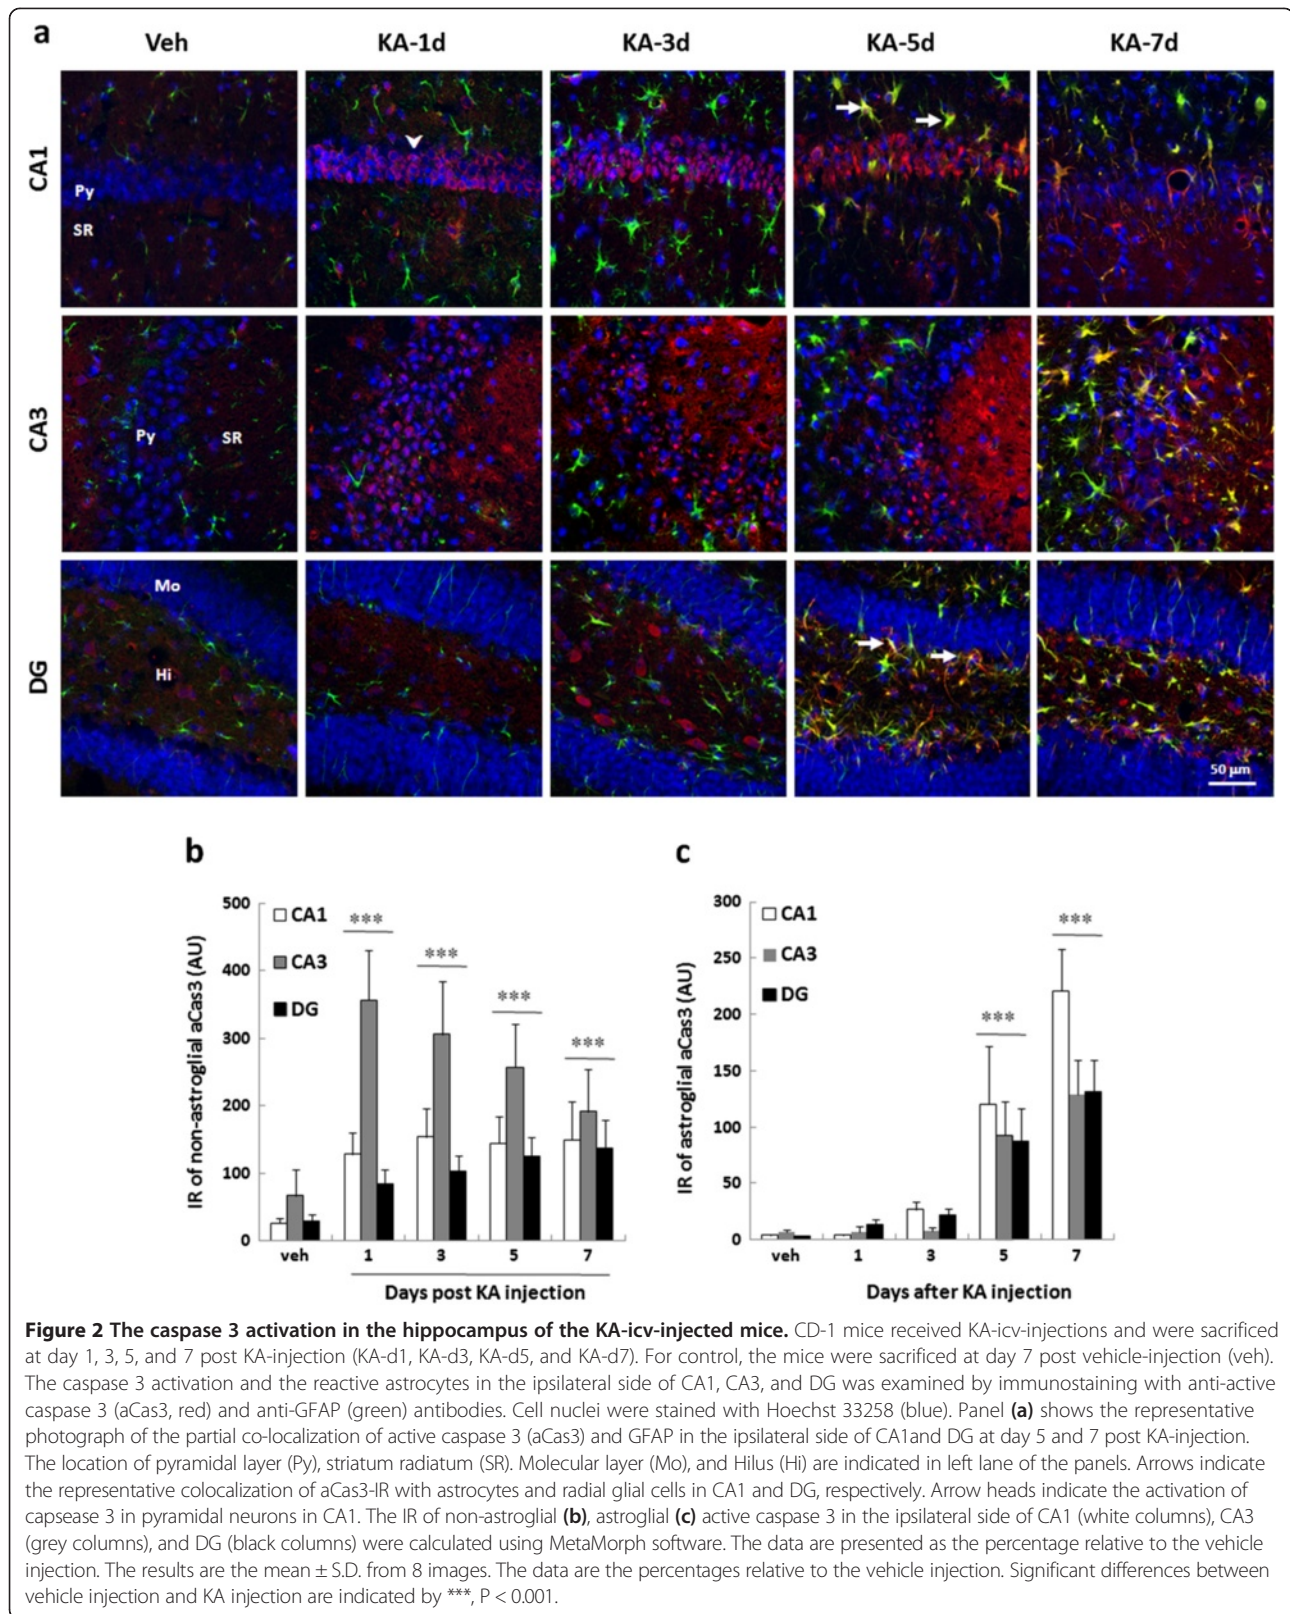 a
Veh KA-1d KA-3d KA-5d KA-7d
CA1
Py
SR
CA3
Py SR
DG
Mo
Hi
50 µm
b
IR of non-astroglial aCas3 (AU)
500
400
300
200
100
0
CA1
CA3
DG
***
***
***
***
veh 1 3 5 7
Days post KA injection
c
IR of astroglial aCas3 (AU)
300
250
200
150
100
50
0
CA1
CA3
DG
***
***
veh 1 3 5 7
Days after KA injection
Figure 2 The caspase 3 activation in the hippocampus of the KA-icv-injected mice. CD-1 mice received KA-icv-injections and were sacrificed
at day 1, 3, 5, and 7 post KA-injection (KA-d1, KA-d3, KA-d5, and KA-d7). For control, the mice were sacrificed at day 7 post vehicle-injection (veh).
The caspase 3 activation and the reactive astrocytes in the ipsilateral side of CA1, CA3, and DG was examined by immunostaining with anti-active
caspase 3 (aCas3, red) and anti-GFAP (green) antibodies. Cell nuclei were stained with Hoechst 33258 (blue). Panel (a) shows the representative
photograph of the partial co-localization of active caspase 3 (aCas3) and GFAP in the ipsilateral side of CA1and DG at day 5 and 7 post KA-injection.
The location of pyramidal layer (Py), striatum radiatum (SR). Molecular layer (Mo), and Hilus (Hi) are indicated in left lane of the panels. Arrows indicate
the representative colocalization of aCas3-IR with astrocytes and radial glial cells in CA1 and DG, respectively. Arrow heads indicate the activation of
capsease 3 in pyramidal neurons in CA1. The IR of non-astroglial (b), astroglial (c) active caspase 3 in the ipsilateral side of CA1 (white columns), CA3
(grey columns), and DG (black columns) were calculated using MetaMorph software. The data are presented as the percentage relative to the vehicle
injection. The results are the mean ± S.D. from 8 images. The data are the percentages relative to the vehicle injection. Significant differences between
vehicle injection and KA injection are indicated by ***, P < 0.001.